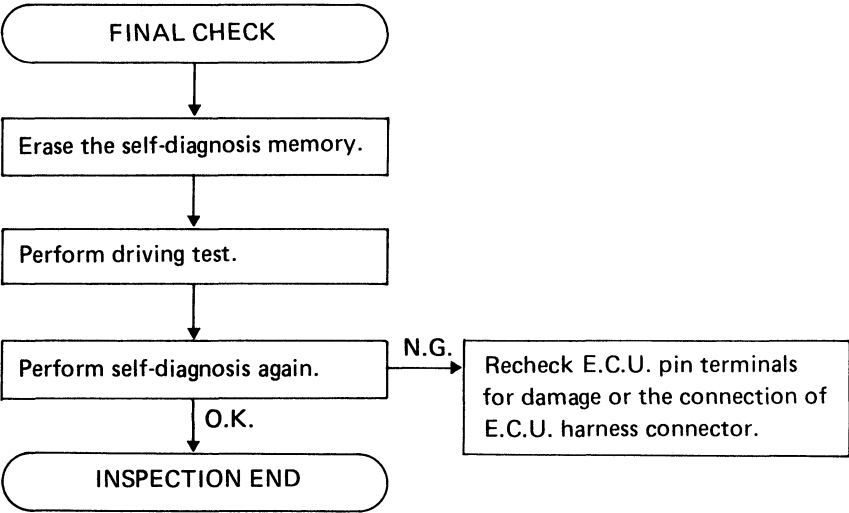 FINAL CHECK
Erase the self-diagnosis memory.
Perform driving test.
Perform self-diagnosis again.
N.G.
Recheck E.C.U. pin terminals
for damage or the connection of
E.C.U. harness connector.
O.K.
INSPECTION END